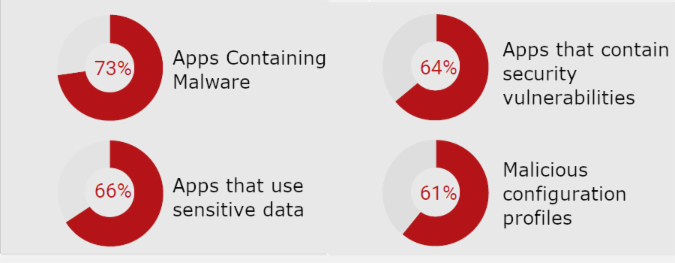 73%
Apps Containing
Malware
64%
Apps that contain
security
vulnerabilities
66%
Apps that use
sensitive data
61%
Malicious
configuration
profiles